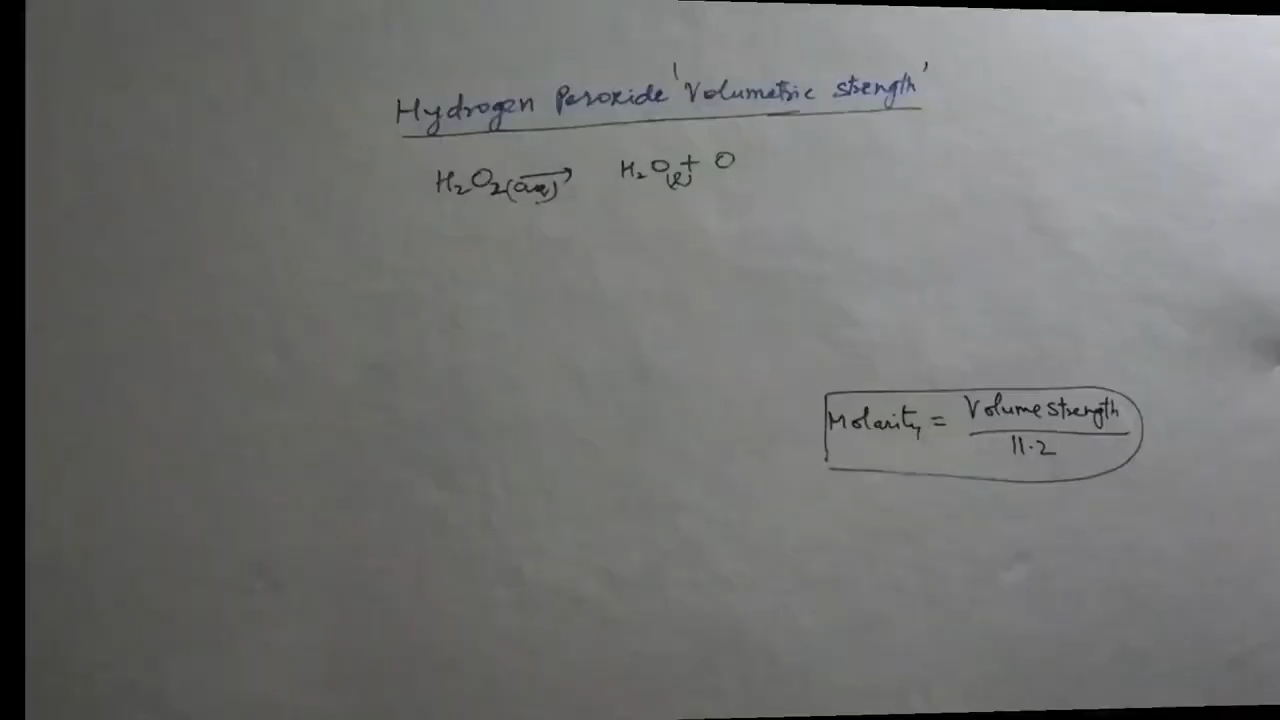 Hydrogen Peroxide 'Volumetric strength'
H₂O₂(aq) → H₂O(l) + O
Molarity = Volume strength / 11.2